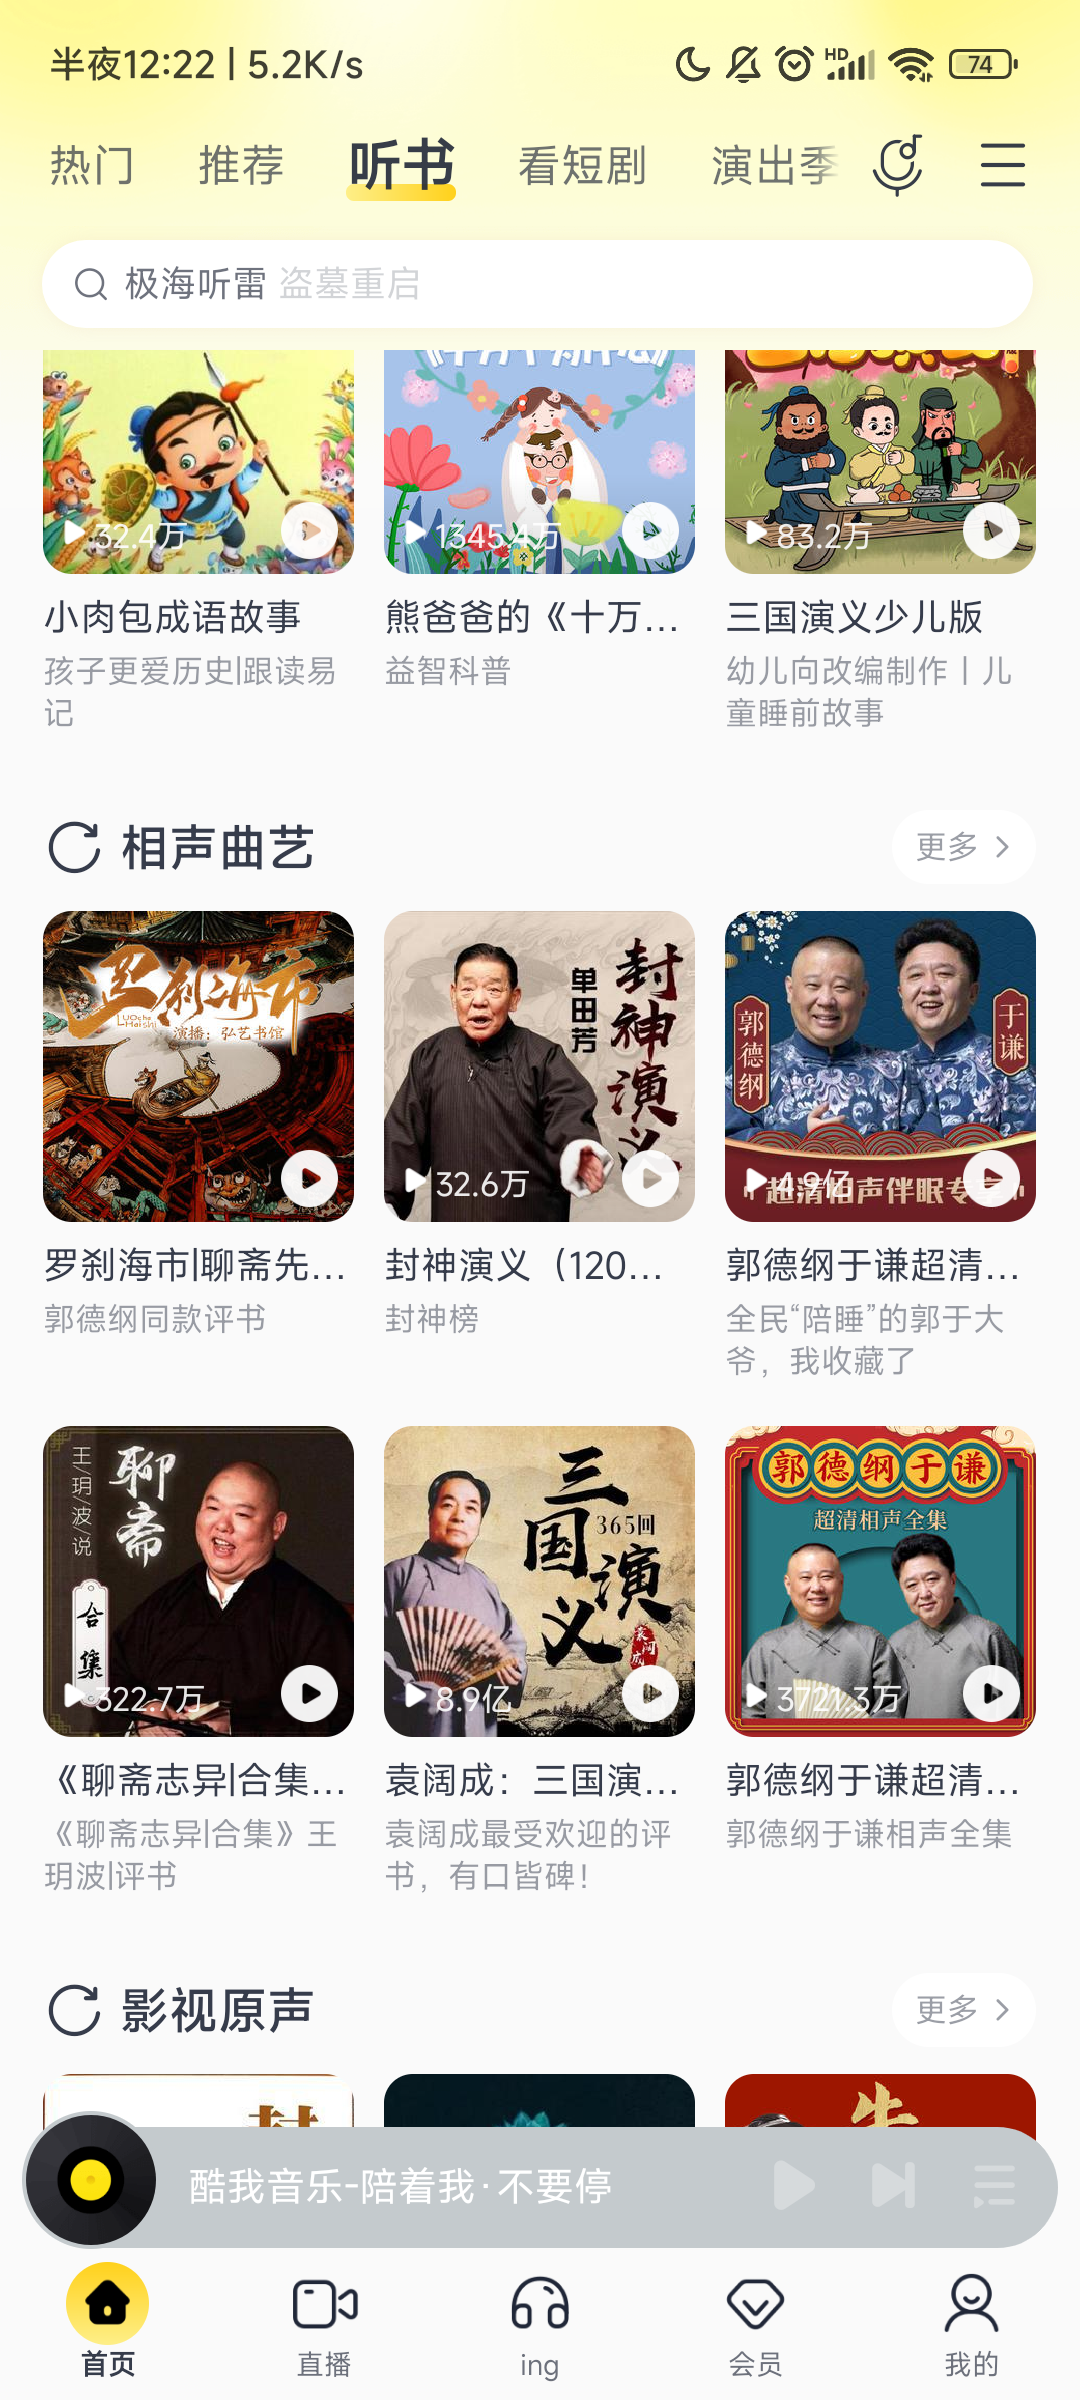 半夜12:22 | 5.2K/s
HD
74
热门 推荐 听书 看短剧 演出季
极海听雷 盗墓重启
32.4万
1345.4万
83.2万
小肉包成语故事
孩子更爱历史|跟读易
记
熊爸爸的《十万...
益智科普
三国演义少儿版
幼儿向改编制作丨儿
童睡前故事
相声曲艺
更多
罗刹海市
LUOcha
Haishi
演播：弘艺书馆
罗刹海市|聊斋先...
郭德纲同款评书
封神演义
单田芳
32.6万
封神演义（120...
封神榜
郭德纲
于谦
超清相声伴眠专享
4.9亿
郭德纲于谦超清...
全民“陪睡”的郭于大
爷，我收藏了
王/玥/波/说
聊斋
合集
322.7万
《聊斋志异|合集...
《聊斋志异|合集》王
玥波|评书
三国演义
365回
袁阔成
8.9亿
袁阔成：三国演...
袁阔成最受欢迎的评
书，有口皆碑！
郭德纲于谦
超清相声全集
3721.3万
郭德纲于谦超清...
郭德纲于谦相声全集
影视原声
更多
酷我音乐-陪着我·不要停
首页 直播 ing 会员 我的